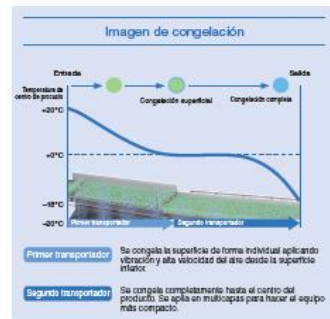 Imagen de congelación
Entrada
Salida
Temperatura de
centro de producto
Congelación superficial
Congelación completa
+20°C
+0°C
-18°C
-20°C
Primer transportador
Segundo transportador
Primer transportador
Se congela la superficie de forma individual aplicando
vibración y alta velocidad del aire desde la superficie
inferior.
Segundo transportador
Se congela completamente hasta el centro del
producto. Se apila en multicapas para hacer el equipo
más compacto.